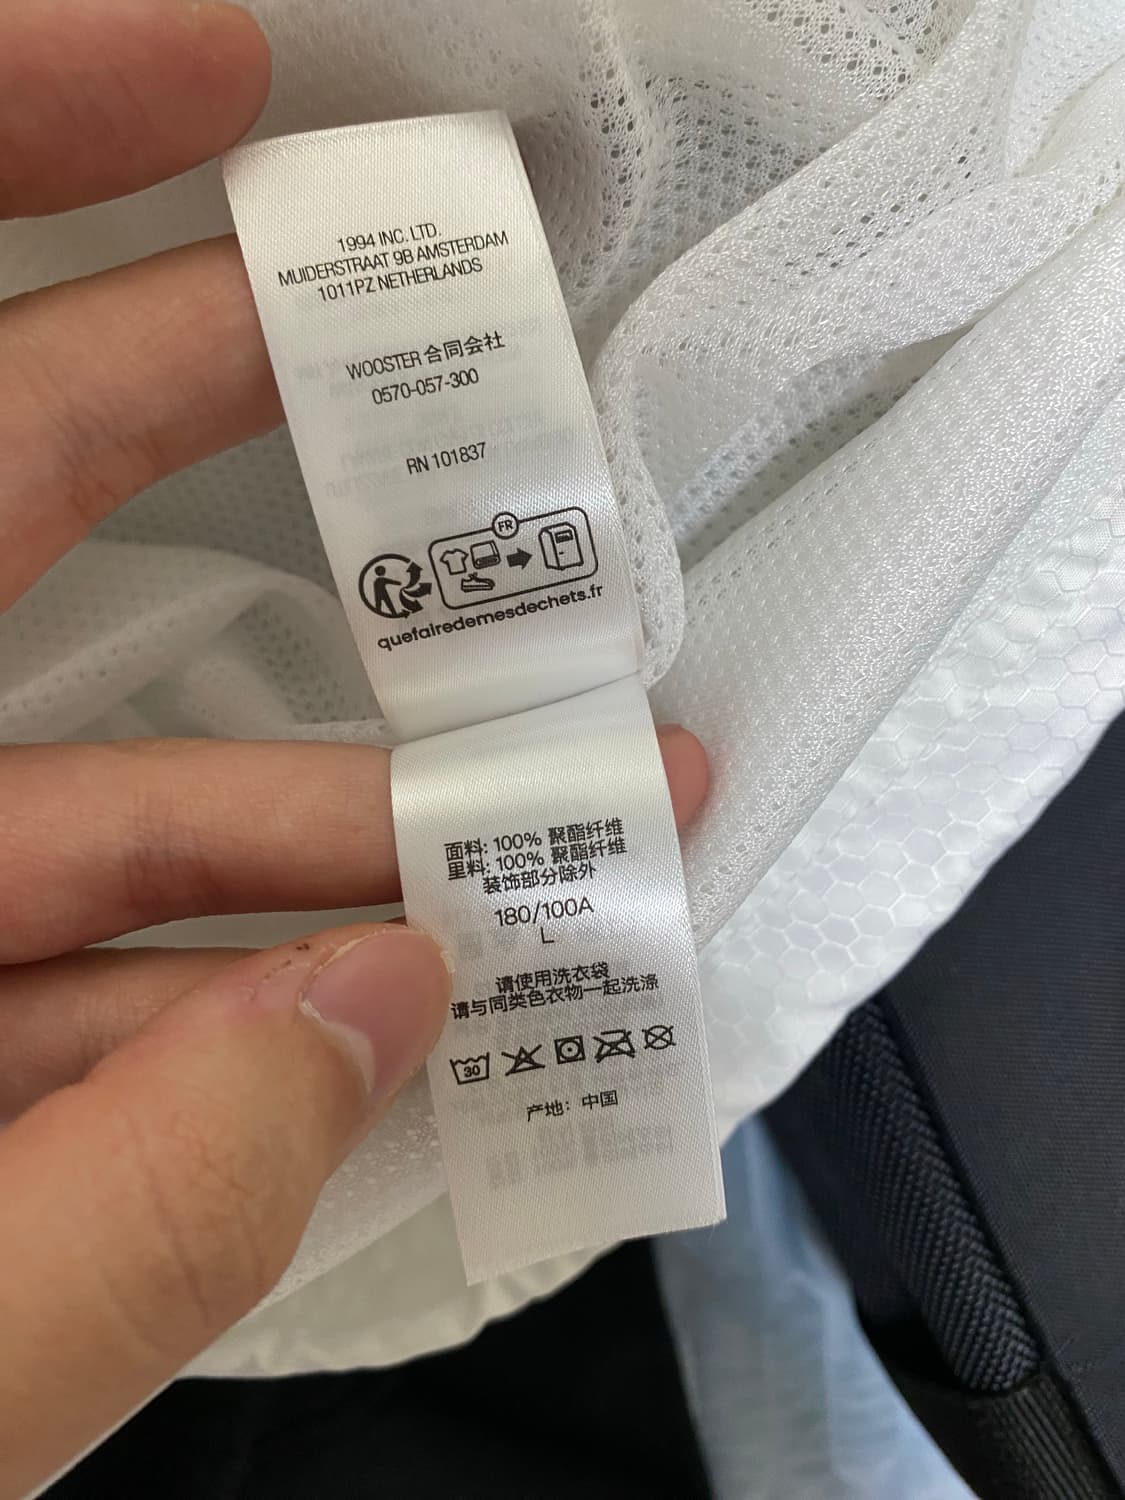 1994 INC. LTD.
MUIDERSTRAAT 9B AMSTERDAM
1011PZ NETHERLANDS
WOOSTER 合同会社
0570-057-300
RN 101837
FR
quefairedemesdechets.fr
面料: 100% 聚酯纤维
里料: 100% 聚酯纤维
装饰部分除外
180/100A
L
请使用洗衣袋
请与同类色衣物一起洗涤
30
产地: 中国